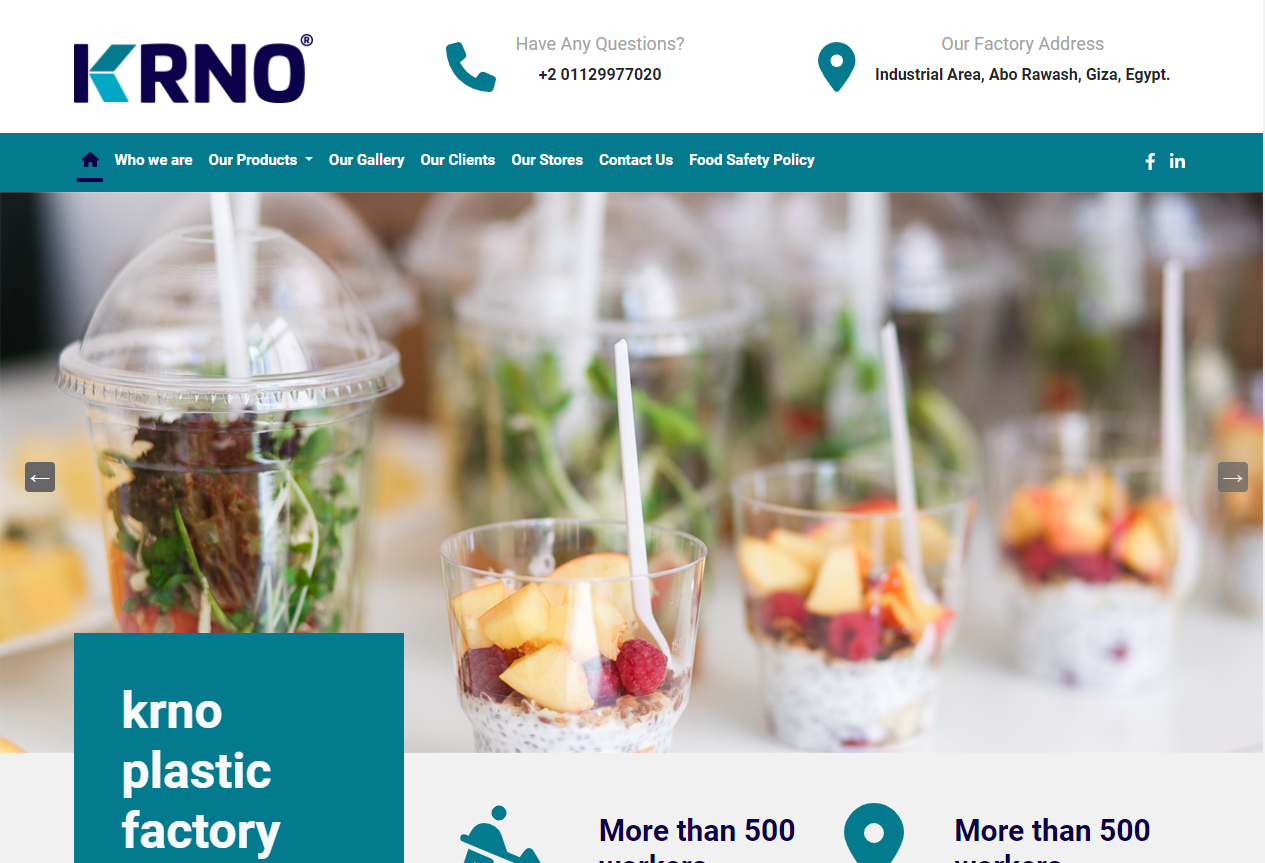 KRNO®
Have Any Questions?
+2 01129977020
Our Factory Address
Industrial Area, Abo Rawash, Giza, Egypt.
Who we are Our Products Our Gallery Our Clients Our Stores Contact Us Food Safety Policy
← →
krno
plastic
factory
More than 500
workers
More than 500
workers